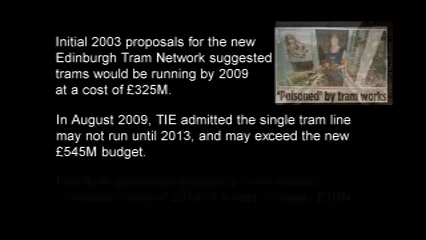 Initial 2003 proposals for the new
Edinburgh Tram Network suggested
trams would be running by 2009
at a cost of £325M.
"Poisoned" by tram works
In August 2009, TIE admitted the single tram line
may not run until 2013, and may exceed the new
£545M budget.